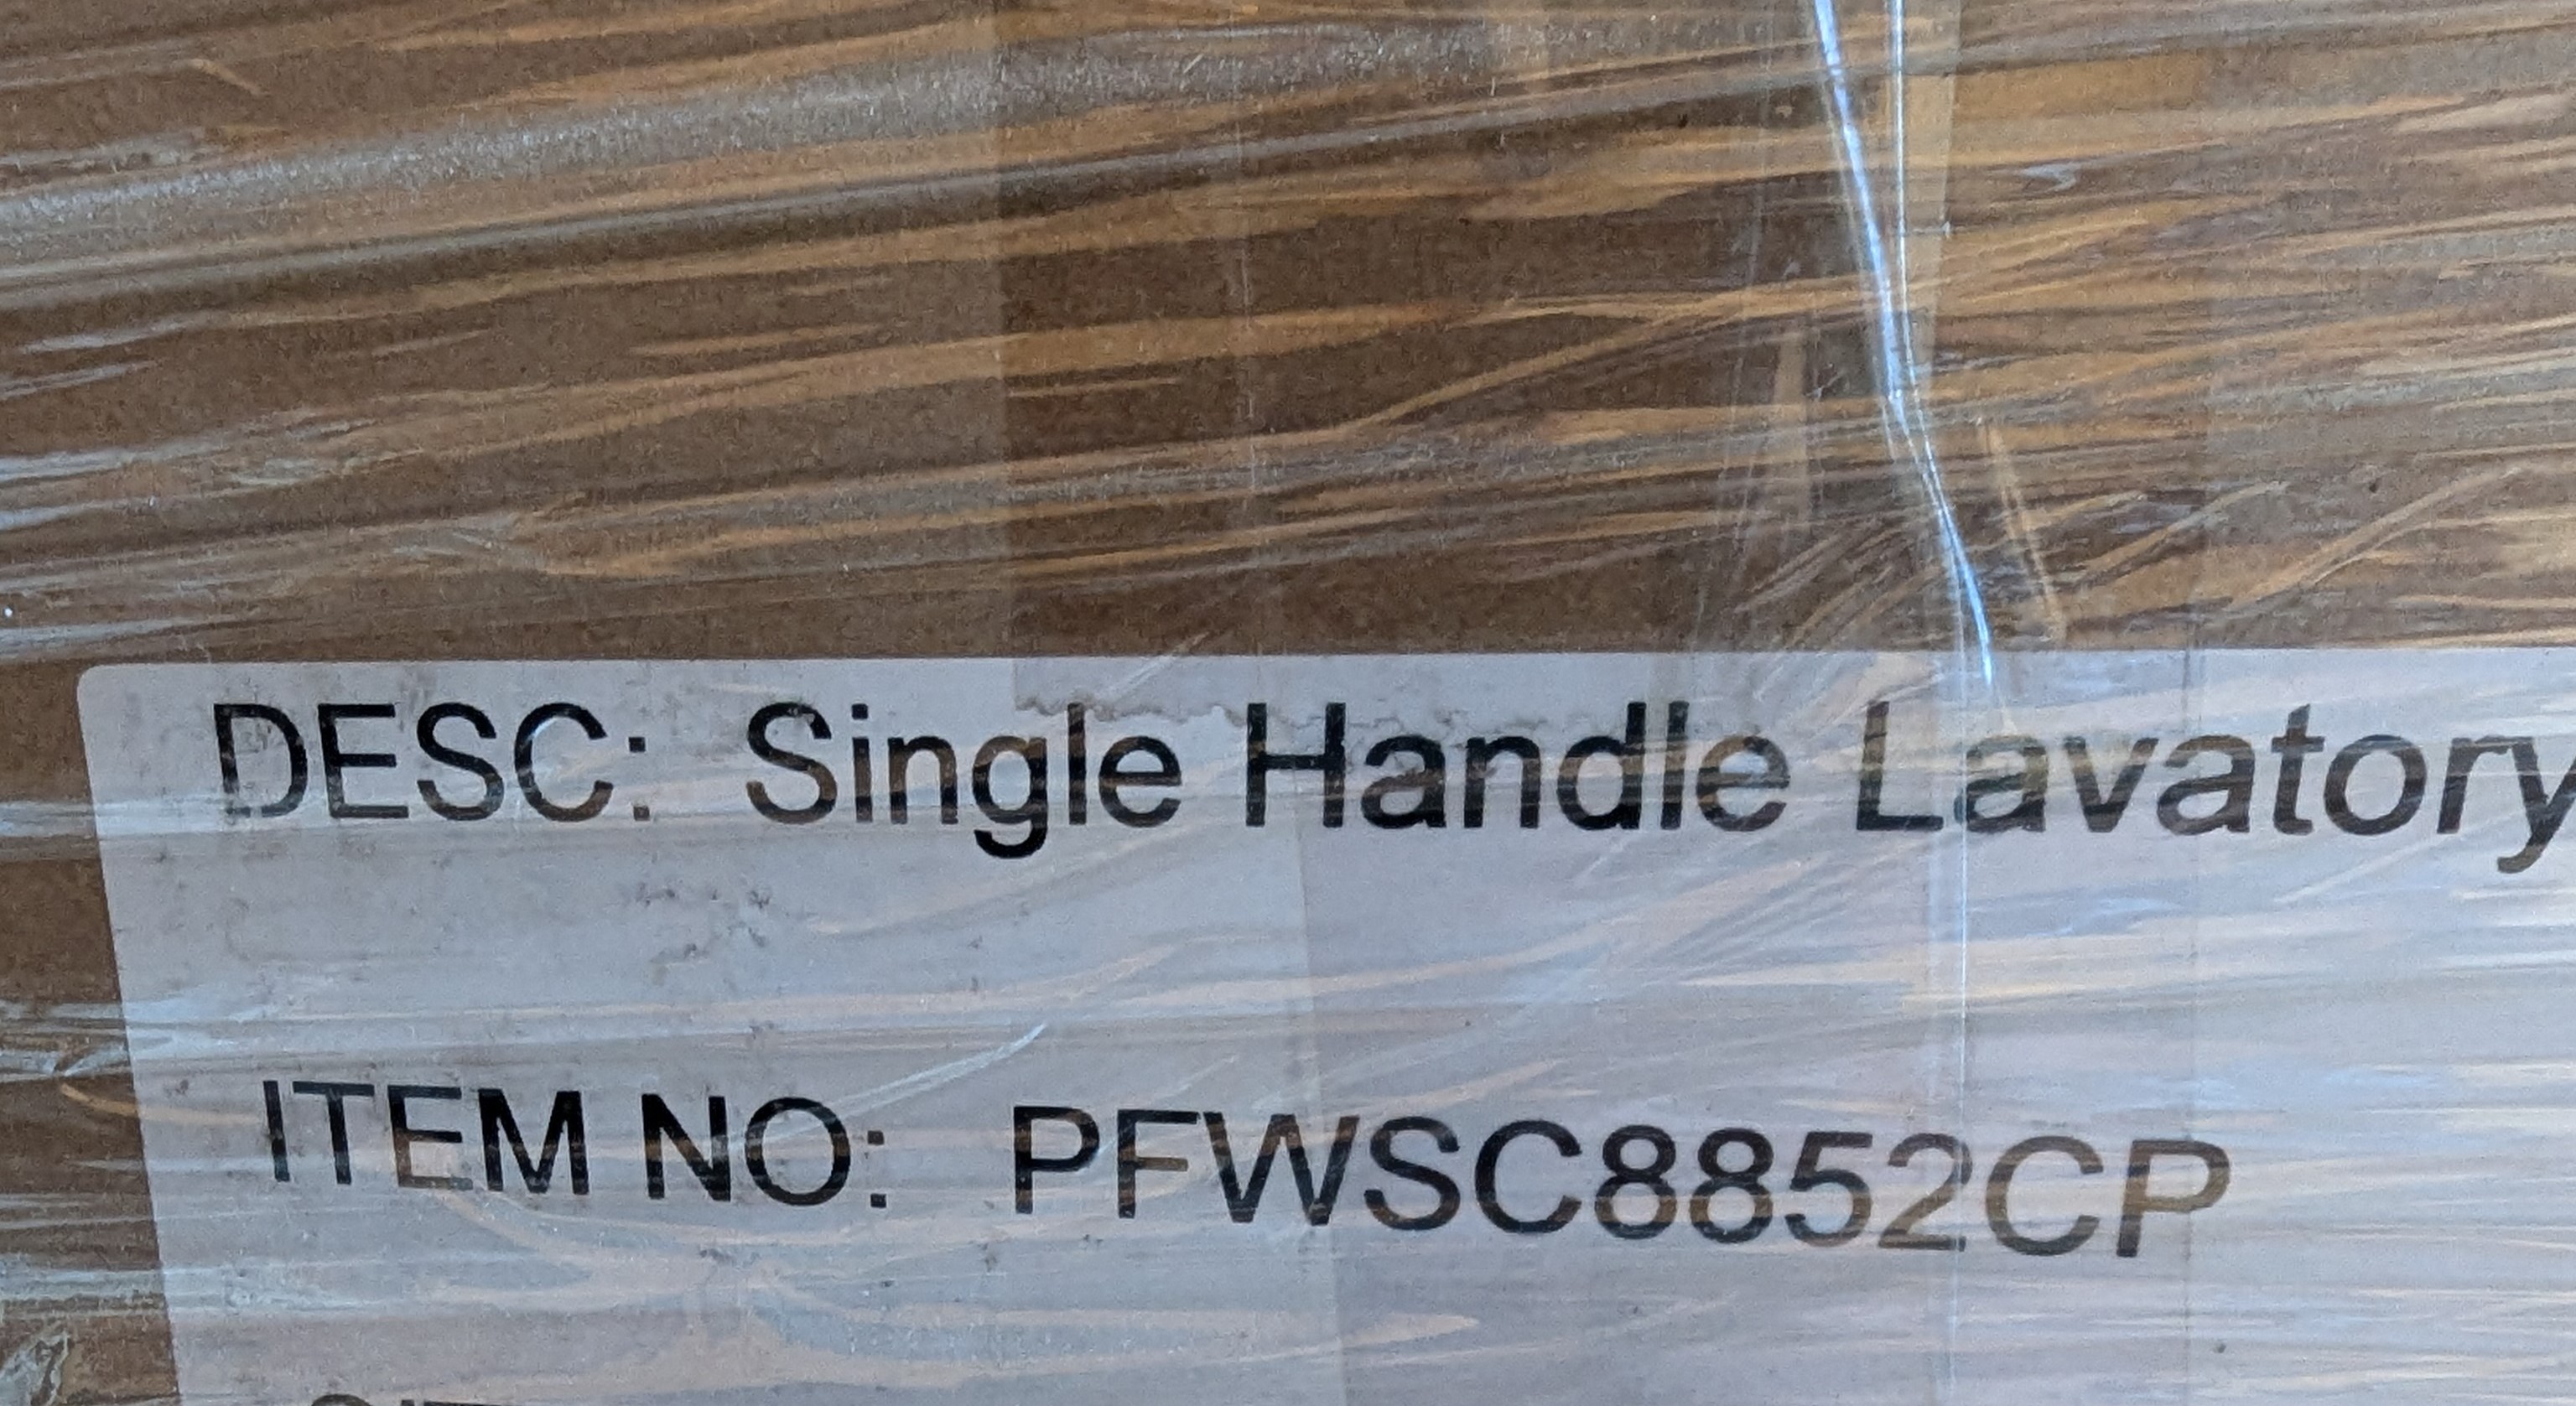 DESC: Single Handle Lavatory
ITEM NO: PFWSC8852CP